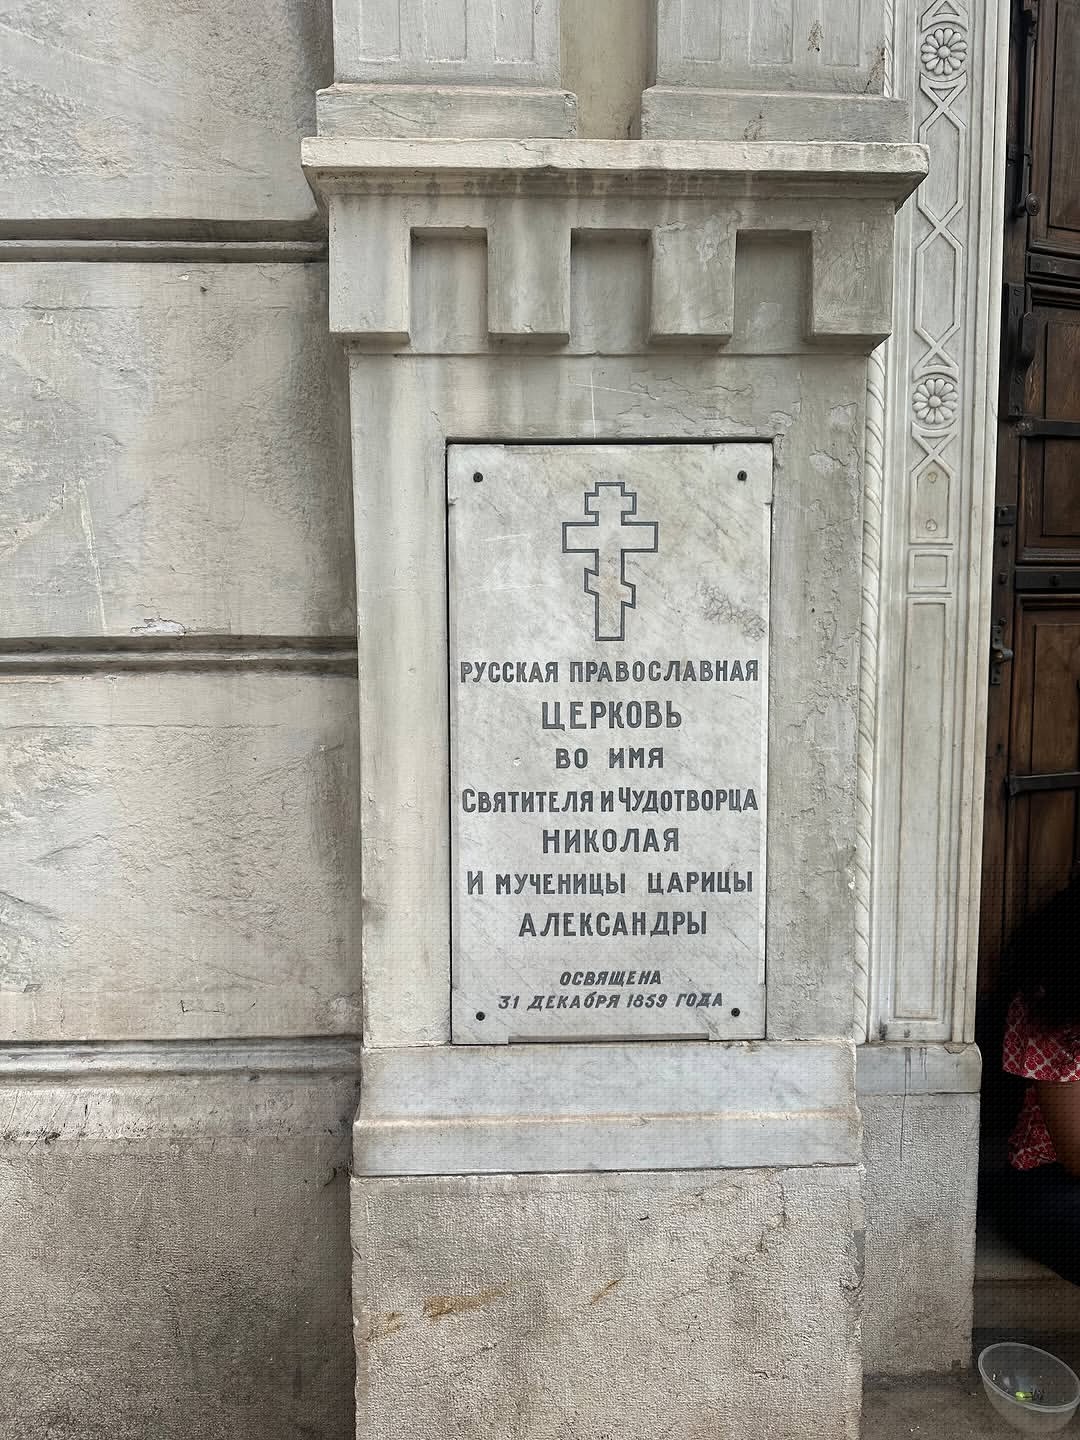 РУССКАЯ ПРАВОСЛАВНАЯ
ЦЕРКОВЬ
ВО ИМЯ
СВЯТИТЕЛЯ И ЧУДОТВОРЦА
НИКОЛАЯ
И МУЧЕНИЦЫ ЦАРИЦЫ
АЛЕКСАНДРЫ
ОСВЯЩЕНА
31 ДЕКАБРЯ 1859 ГОДА